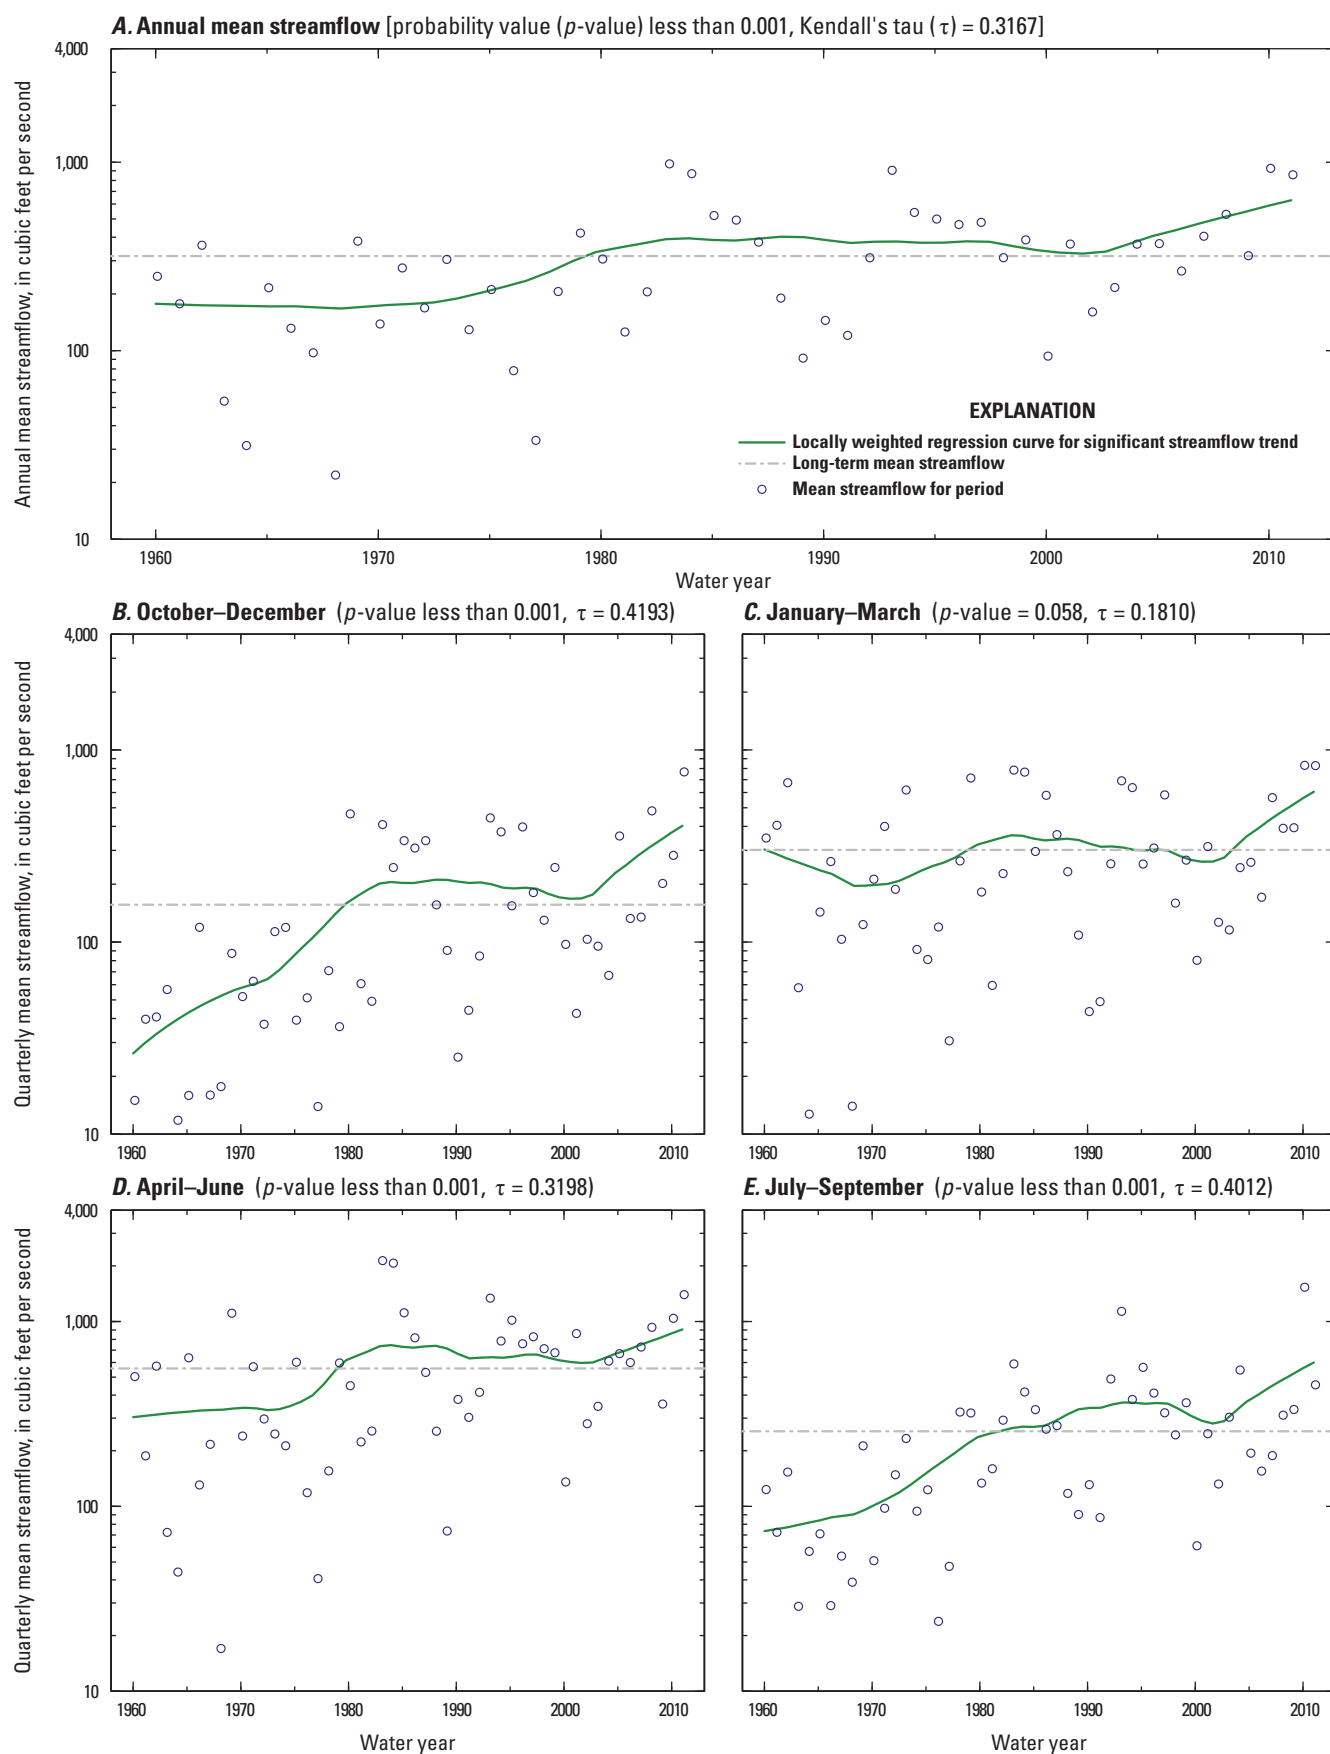 A. Annual mean streamflow [probability value (p-value) less than 0.001, Kendall's tau (τ) = 0.3167]
Annual mean streamflow, in cubic feet per second
4,000
1,000
100
10
EXPLANATION
Locally weighted regression curve for significant streamflow trend
Long-term mean streamflow
Mean streamflow for period
1960 1970 1980 1990 2000 2010
Water year
B. October–December (p-value less than 0.001, τ = 0.4193)
Quarterly mean streamflow, in cubic feet per second
4,000
1,000
100
10
1960 1970 1980 1990 2000 2010
C. January–March (p-value = 0.058, τ = 0.1810)
1960 1970 1980 1990 2000 2010
D. April–June (p-value less than 0.001, τ = 0.3198)
Quarterly mean streamflow, in cubic feet per second
4,000
1,000
100
10
1960 1970 1980 1990 2000 2010
Water year
E. July–September (p-value less than 0.001, τ = 0.4012)
1960 1970 1980 1990 2000 2010
Water year